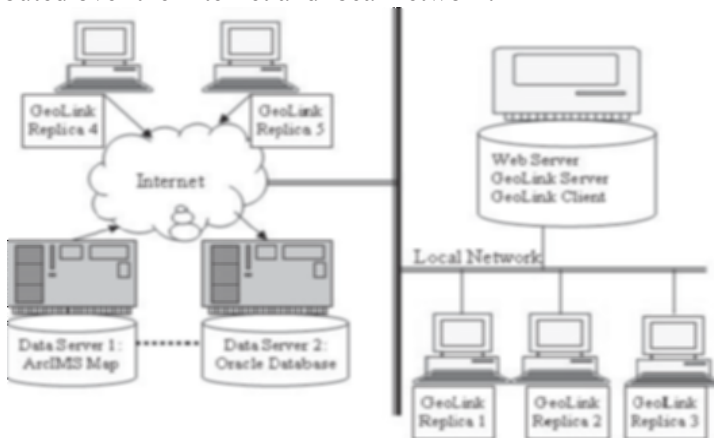 GeoLink
Replica 4
GeoLink
Replica 5
Internet
Web Server
GeoLink Server
GeoLink Client
Local Network
Data Server 1:
ArcIMS Map
Data Server 2:
Oracle Database
GeoLink
Replica 1
GeoLink
Replica 2
GeoLink
Replica 3